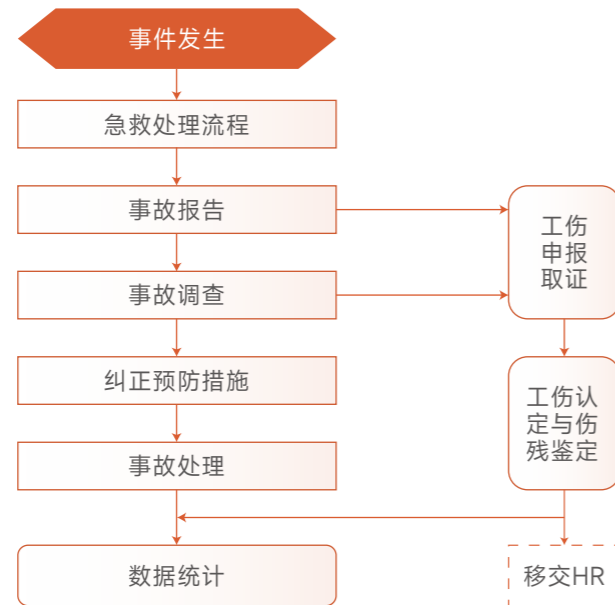 事件发生
急救处理流程
事故报告
事故调查
纠正预防措施
事故处理
数据统计
工伤
申报
取证
工伤认
定与伤
残鉴定
移交HR